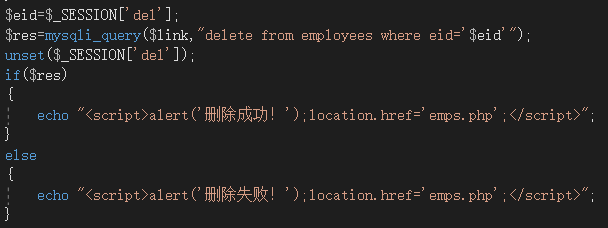 $eid=$_SESSION['del'];
$res=mysqli_query($link,"delete from employees where eid='$eid'");
unset($_SESSION['del']);
if($res)
{
echo "<script>alert('删除成功！');location.href='emps.php';</script>";
}
else
{
echo "<script>alert('删除失败！');location.href='emps.php';</script>";
}